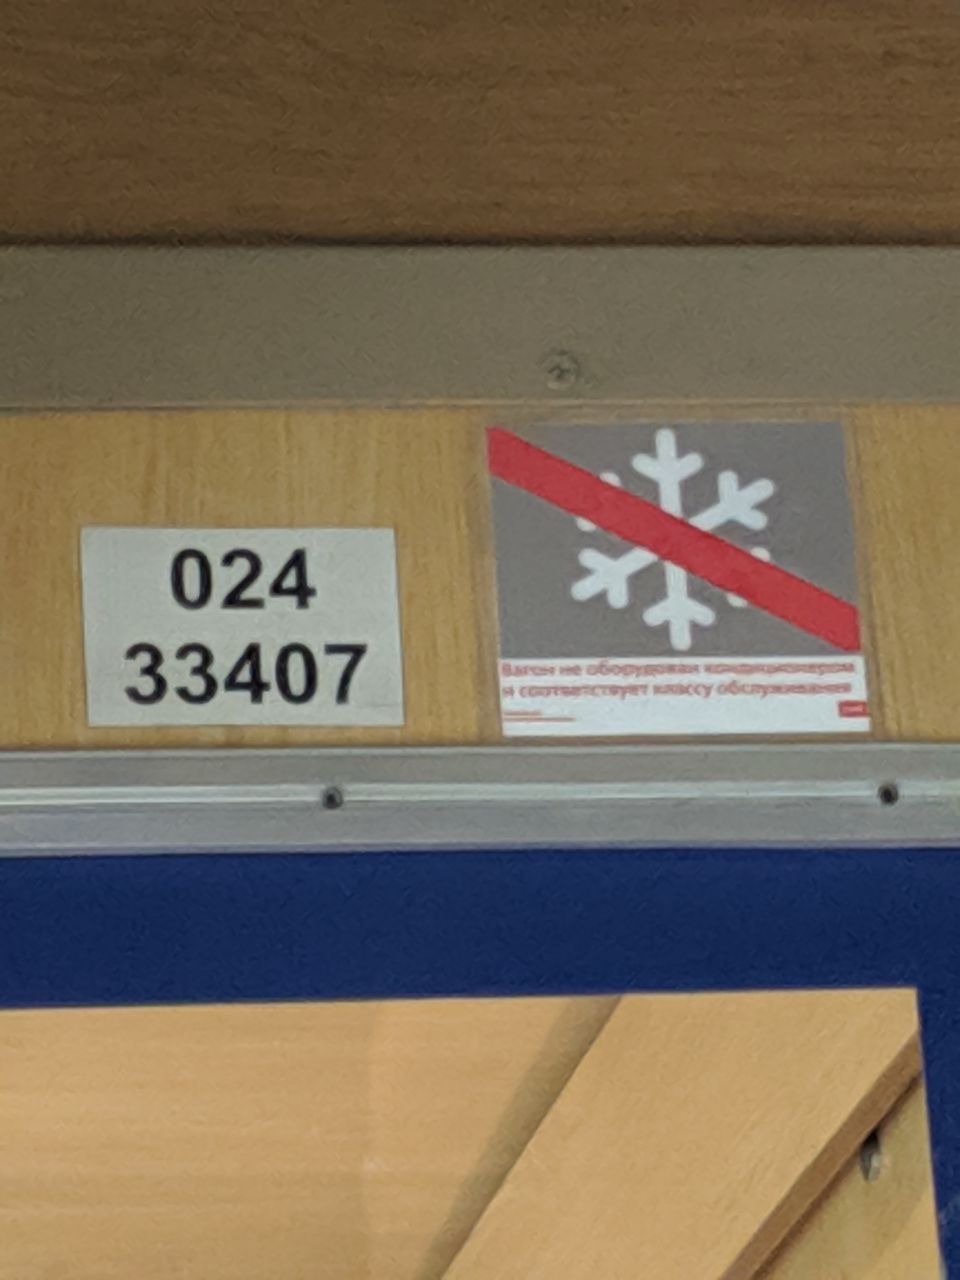 024
33407
Вагон не оборудован кондиционером
и соответствует классу обслуживания